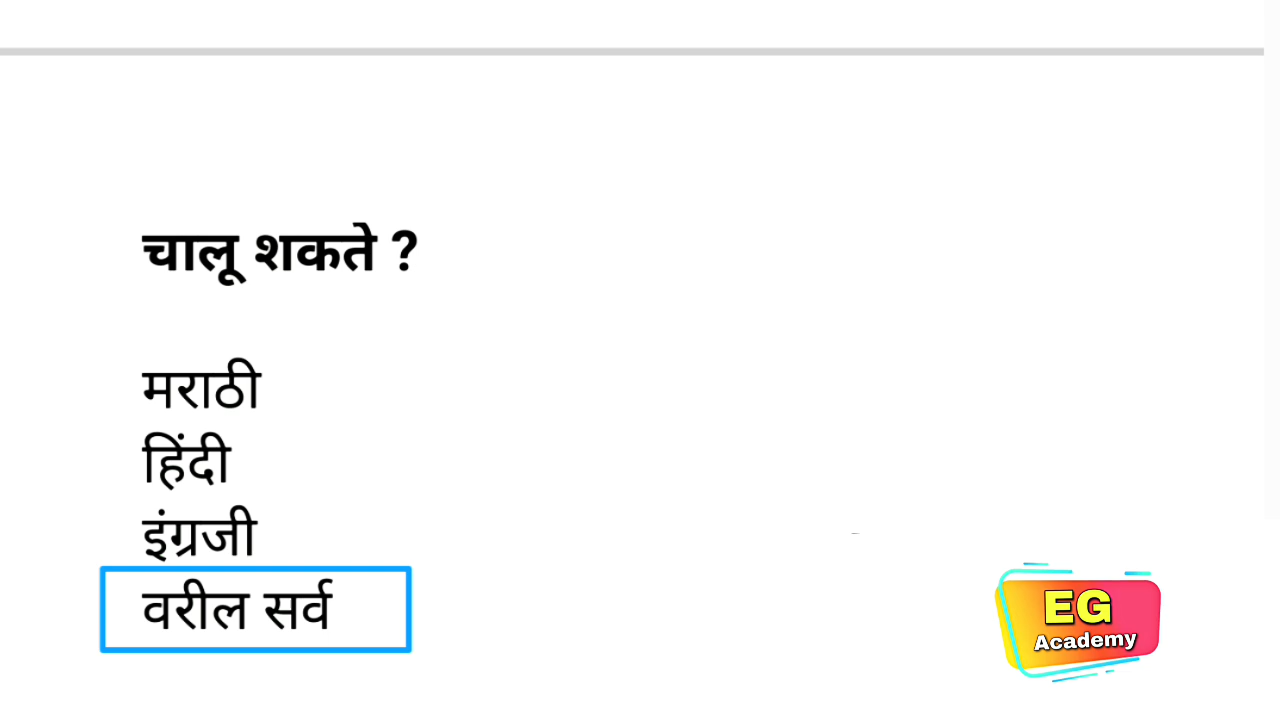 चालू शकते ?
मराठी
हिंदी
इंग्रजी
वरील सर्व
EG
Academy